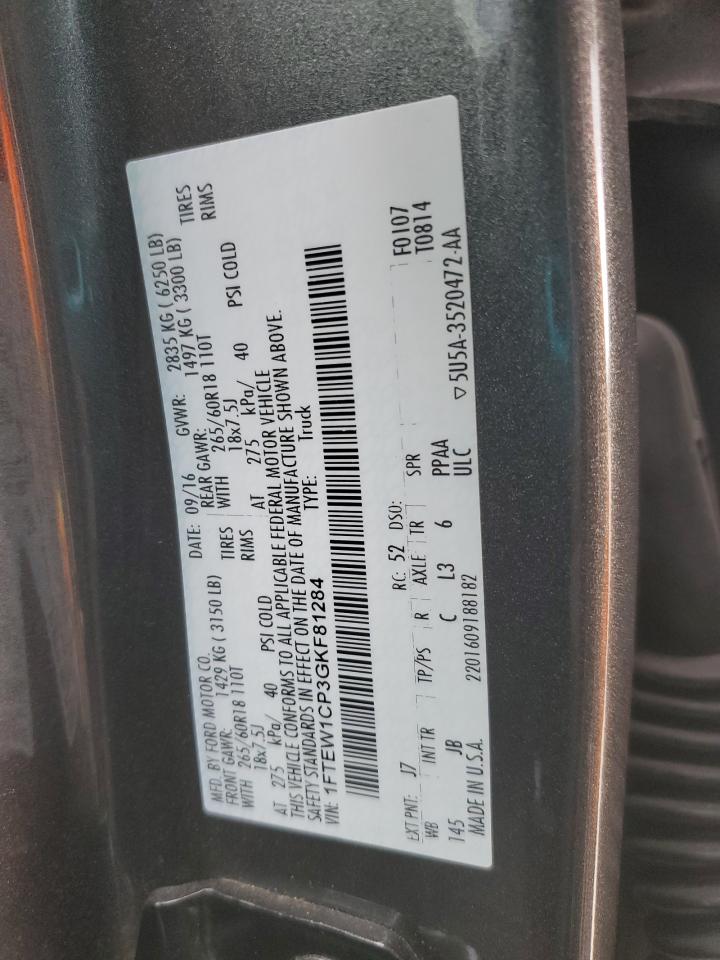 MFD. BY FORD MOTOR CO.
DATE: 09/16
GVWR: 2835 KG ( 6250 LB)
FRONT GAWR: 1429 KG ( 3150 LB)
REAR GAWR: 1497 KG ( 3300 LB)
WITH 265/60R18 110T TIRES
WITH 265/60R18 110T TIRES
18x7.5J RIMS
18x7.5J RIMS
AT 275 kPa/ 40 PSI COLD
AT 275 kPa/ 40 PSI COLD
THIS VEHICLE CONFORMS TO ALL APPLICABLE FEDERAL MOTOR VEHICLE
SAFETY STANDARDS IN EFFECT ON THE DATE OF MANUFACTURE SHOWN ABOVE.
VIN: 1FTEW1CP3GKF81284
TYPE: Truck
EXT PNT: J7 RC: 52 DSO: F0107
WB INT TR TP/PS R AXLE TR SPR T0814
145 JB C L3 6 PPAA
MADE IN U.S.A. 2201609188182 ULC ▽5U5A-3520472-AA